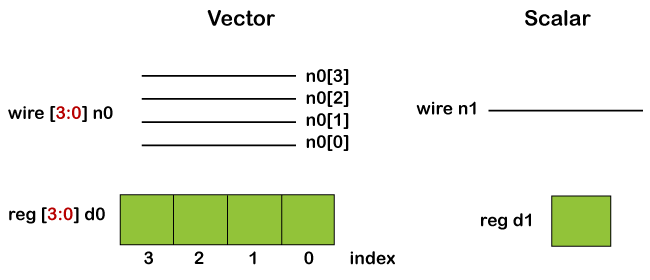 Vector
Scalar
n0[3]
n0[2]
wire [3:0] n0
n0[1]
n0[0]
wire n1
reg [3:0] d0
reg d1
3 2 1 0 index